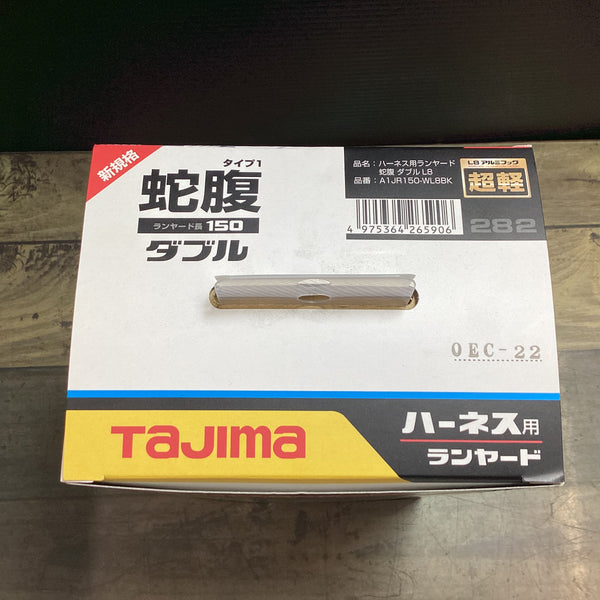 新規格
タイプ1
蛇腹
ランヤード長 150
ダブル
品名:ハーネス用ランヤード
蛇腹 ダブル L8
品番:A1JR150-WL8BK
4 975364 265906
L8 アルミフック
超軽
282
0EC-22
TAJIMA
ハーネス用
ランヤード